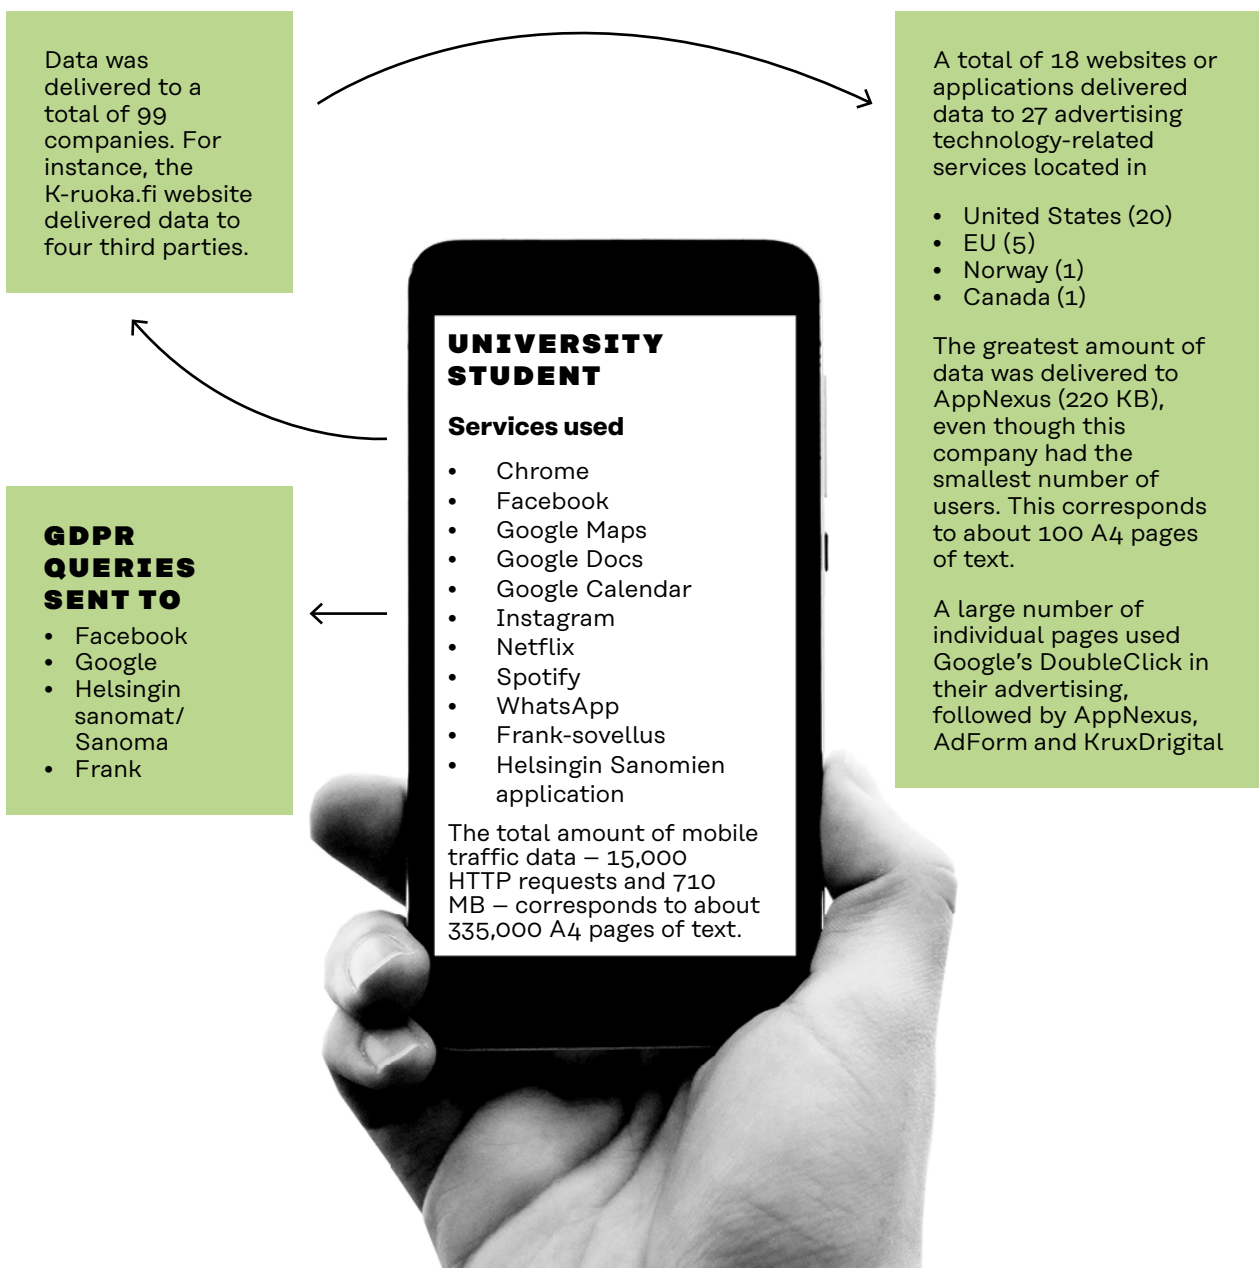 Data was
delivered to a
total of 99
companies. For
instance, the
K-ruoka.fi website
delivered data to
four third parties.
A total of 18 websites or
applications delivered
data to 27 advertising
technology-related
services located in
• United States (20)
• EU (5)
• Norway (1)
• Canada (1)
The greatest amount of
data was delivered to
AppNexus (220 KB),
even though this
company had the
smallest number of
users. This corresponds
to about 100 A4 pages
of text.
A large number of
individual pages used
Google’s DoubleClick in
their advertising,
followed by AppNexus,
AdForm and KruxDrigital
UNIVERSITY
STUDENT
Services used
• Chrome
• Facebook
• Google Maps
• Google Docs
• Google Calendar
• Instagram
• Netflix
• Spotify
• WhatsApp
• Frank-sovellus
• Helsingin Sanomien
application
The total amount of mobile
traffic data – 15,000
HTTP requests and 710
MB – corresponds to about
335,000 A4 pages of text.
GDPR
QUERIES
SENT TO
• Facebook
• Google
• Helsingin
sanomat/
Sanoma
• Frank